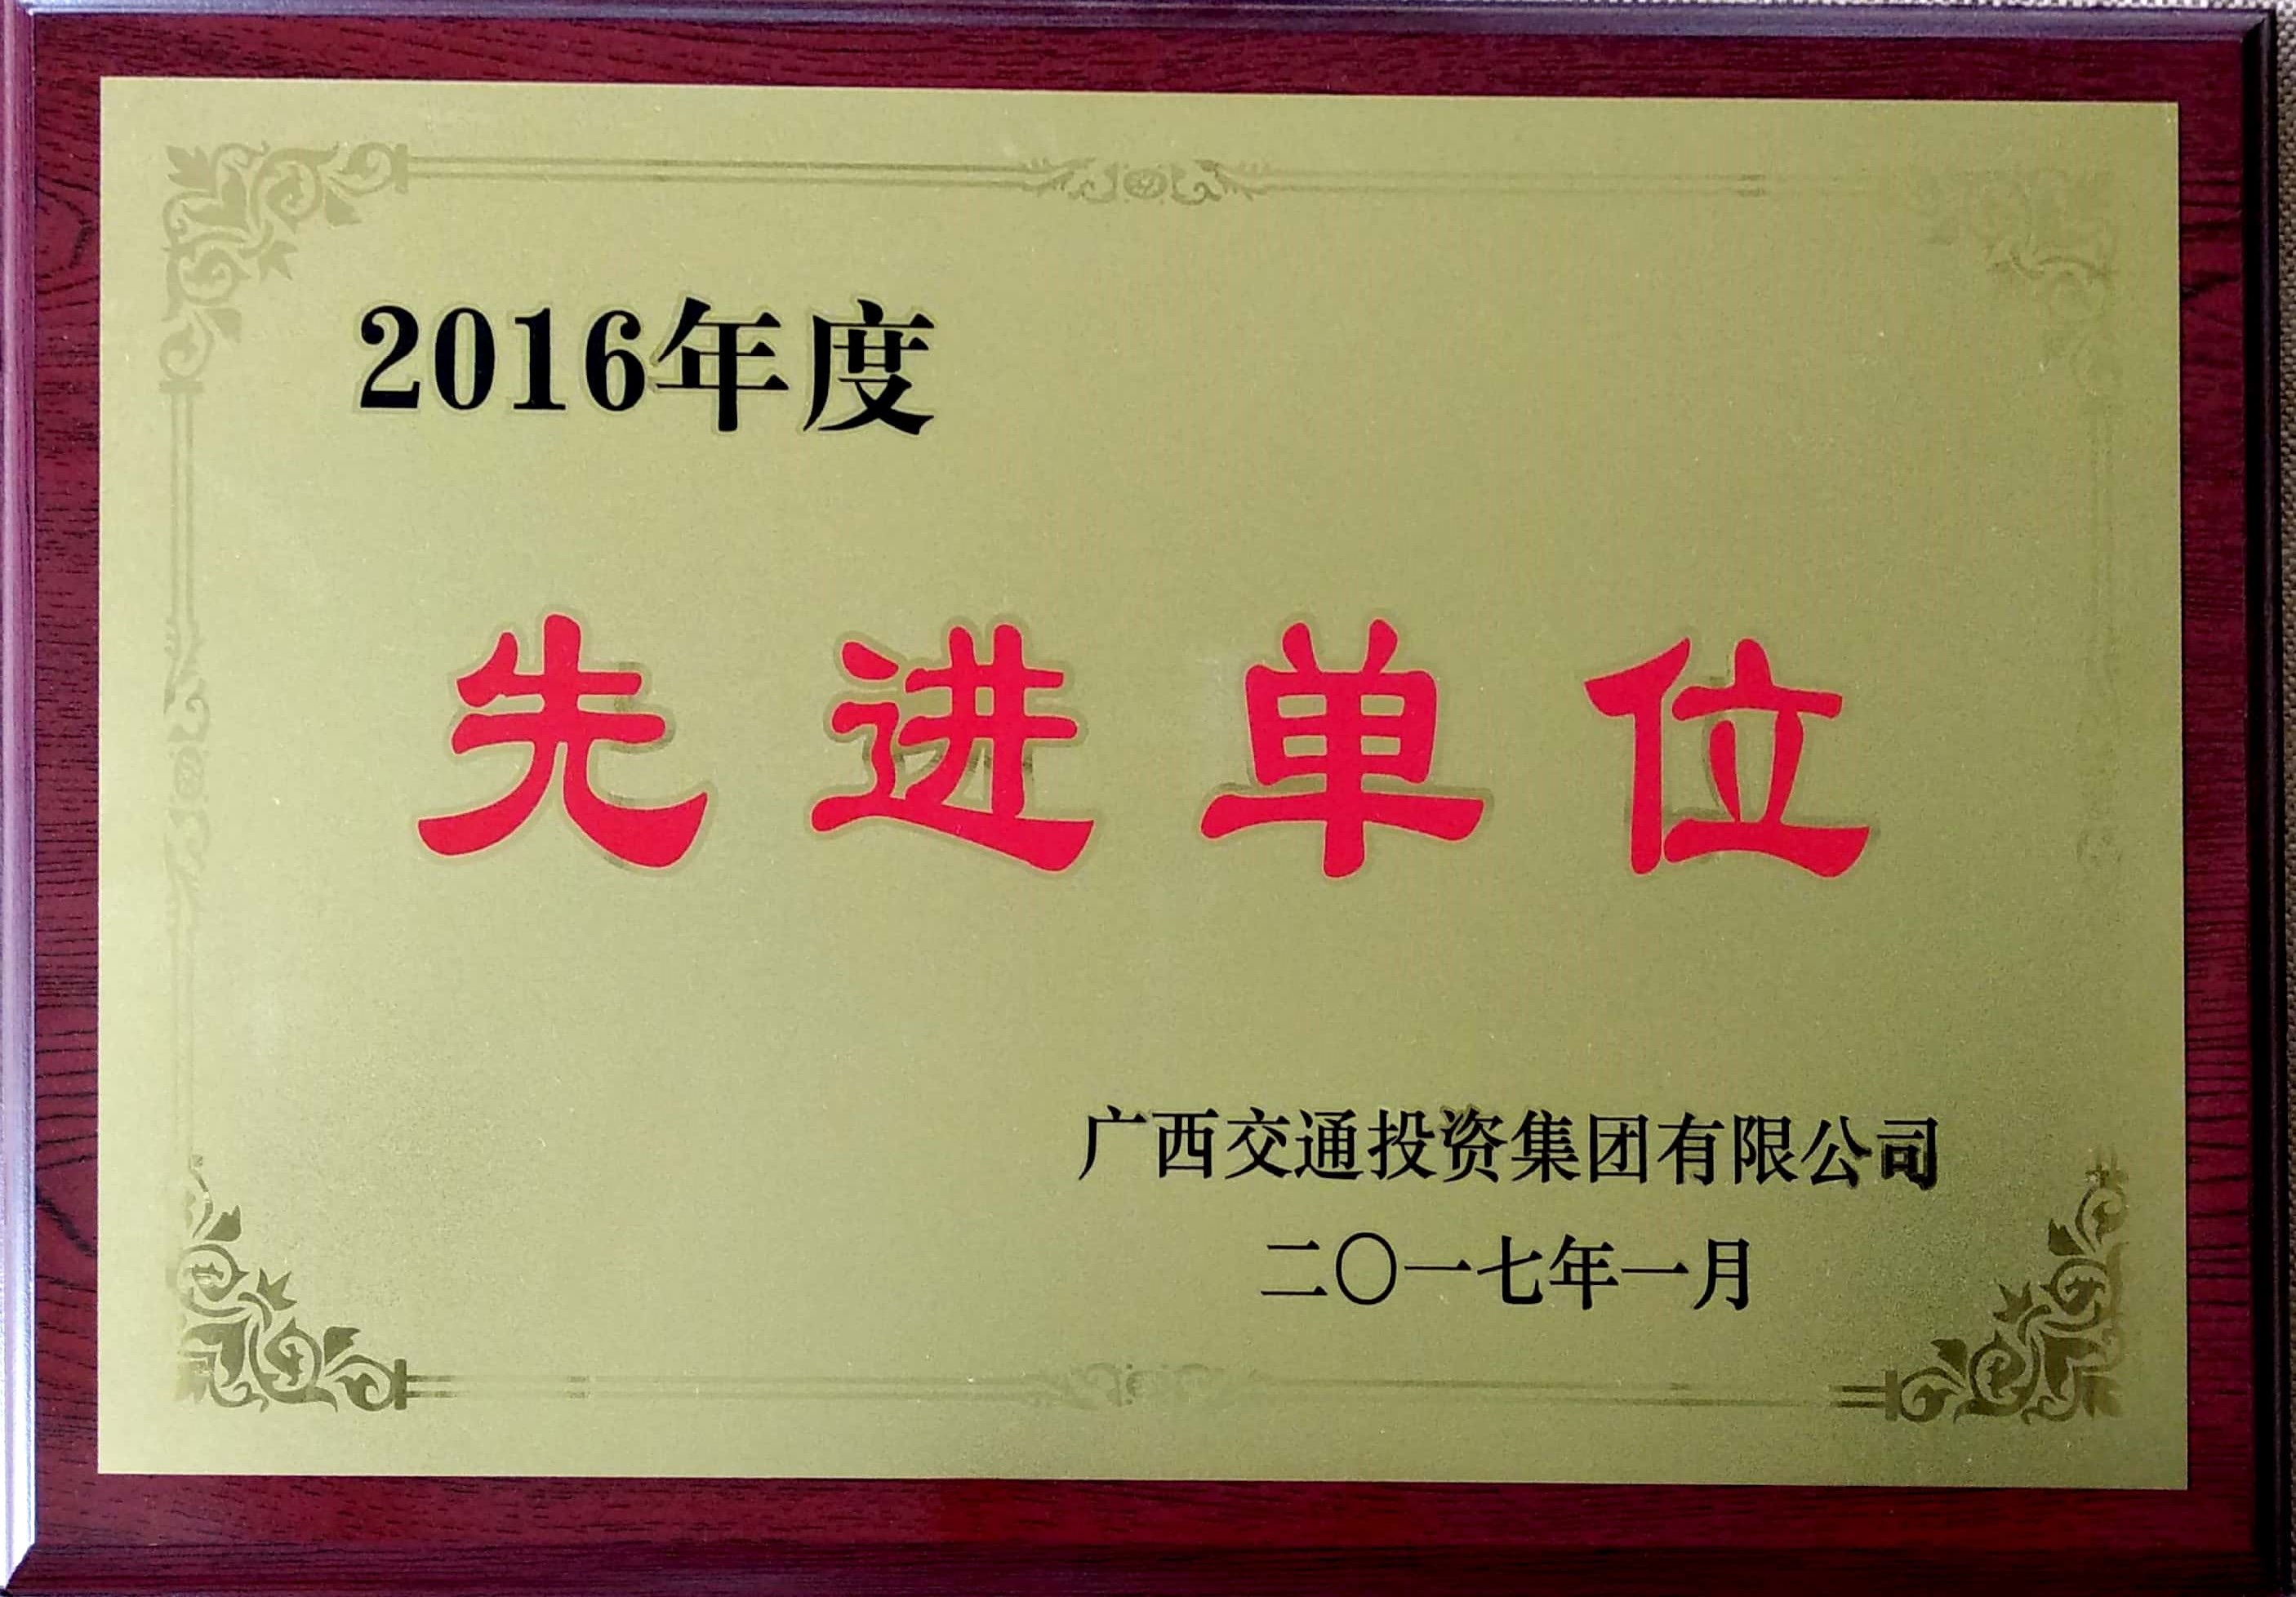 2016年度
先进单位
广西交通投资集团有限公司
二〇一七年一月